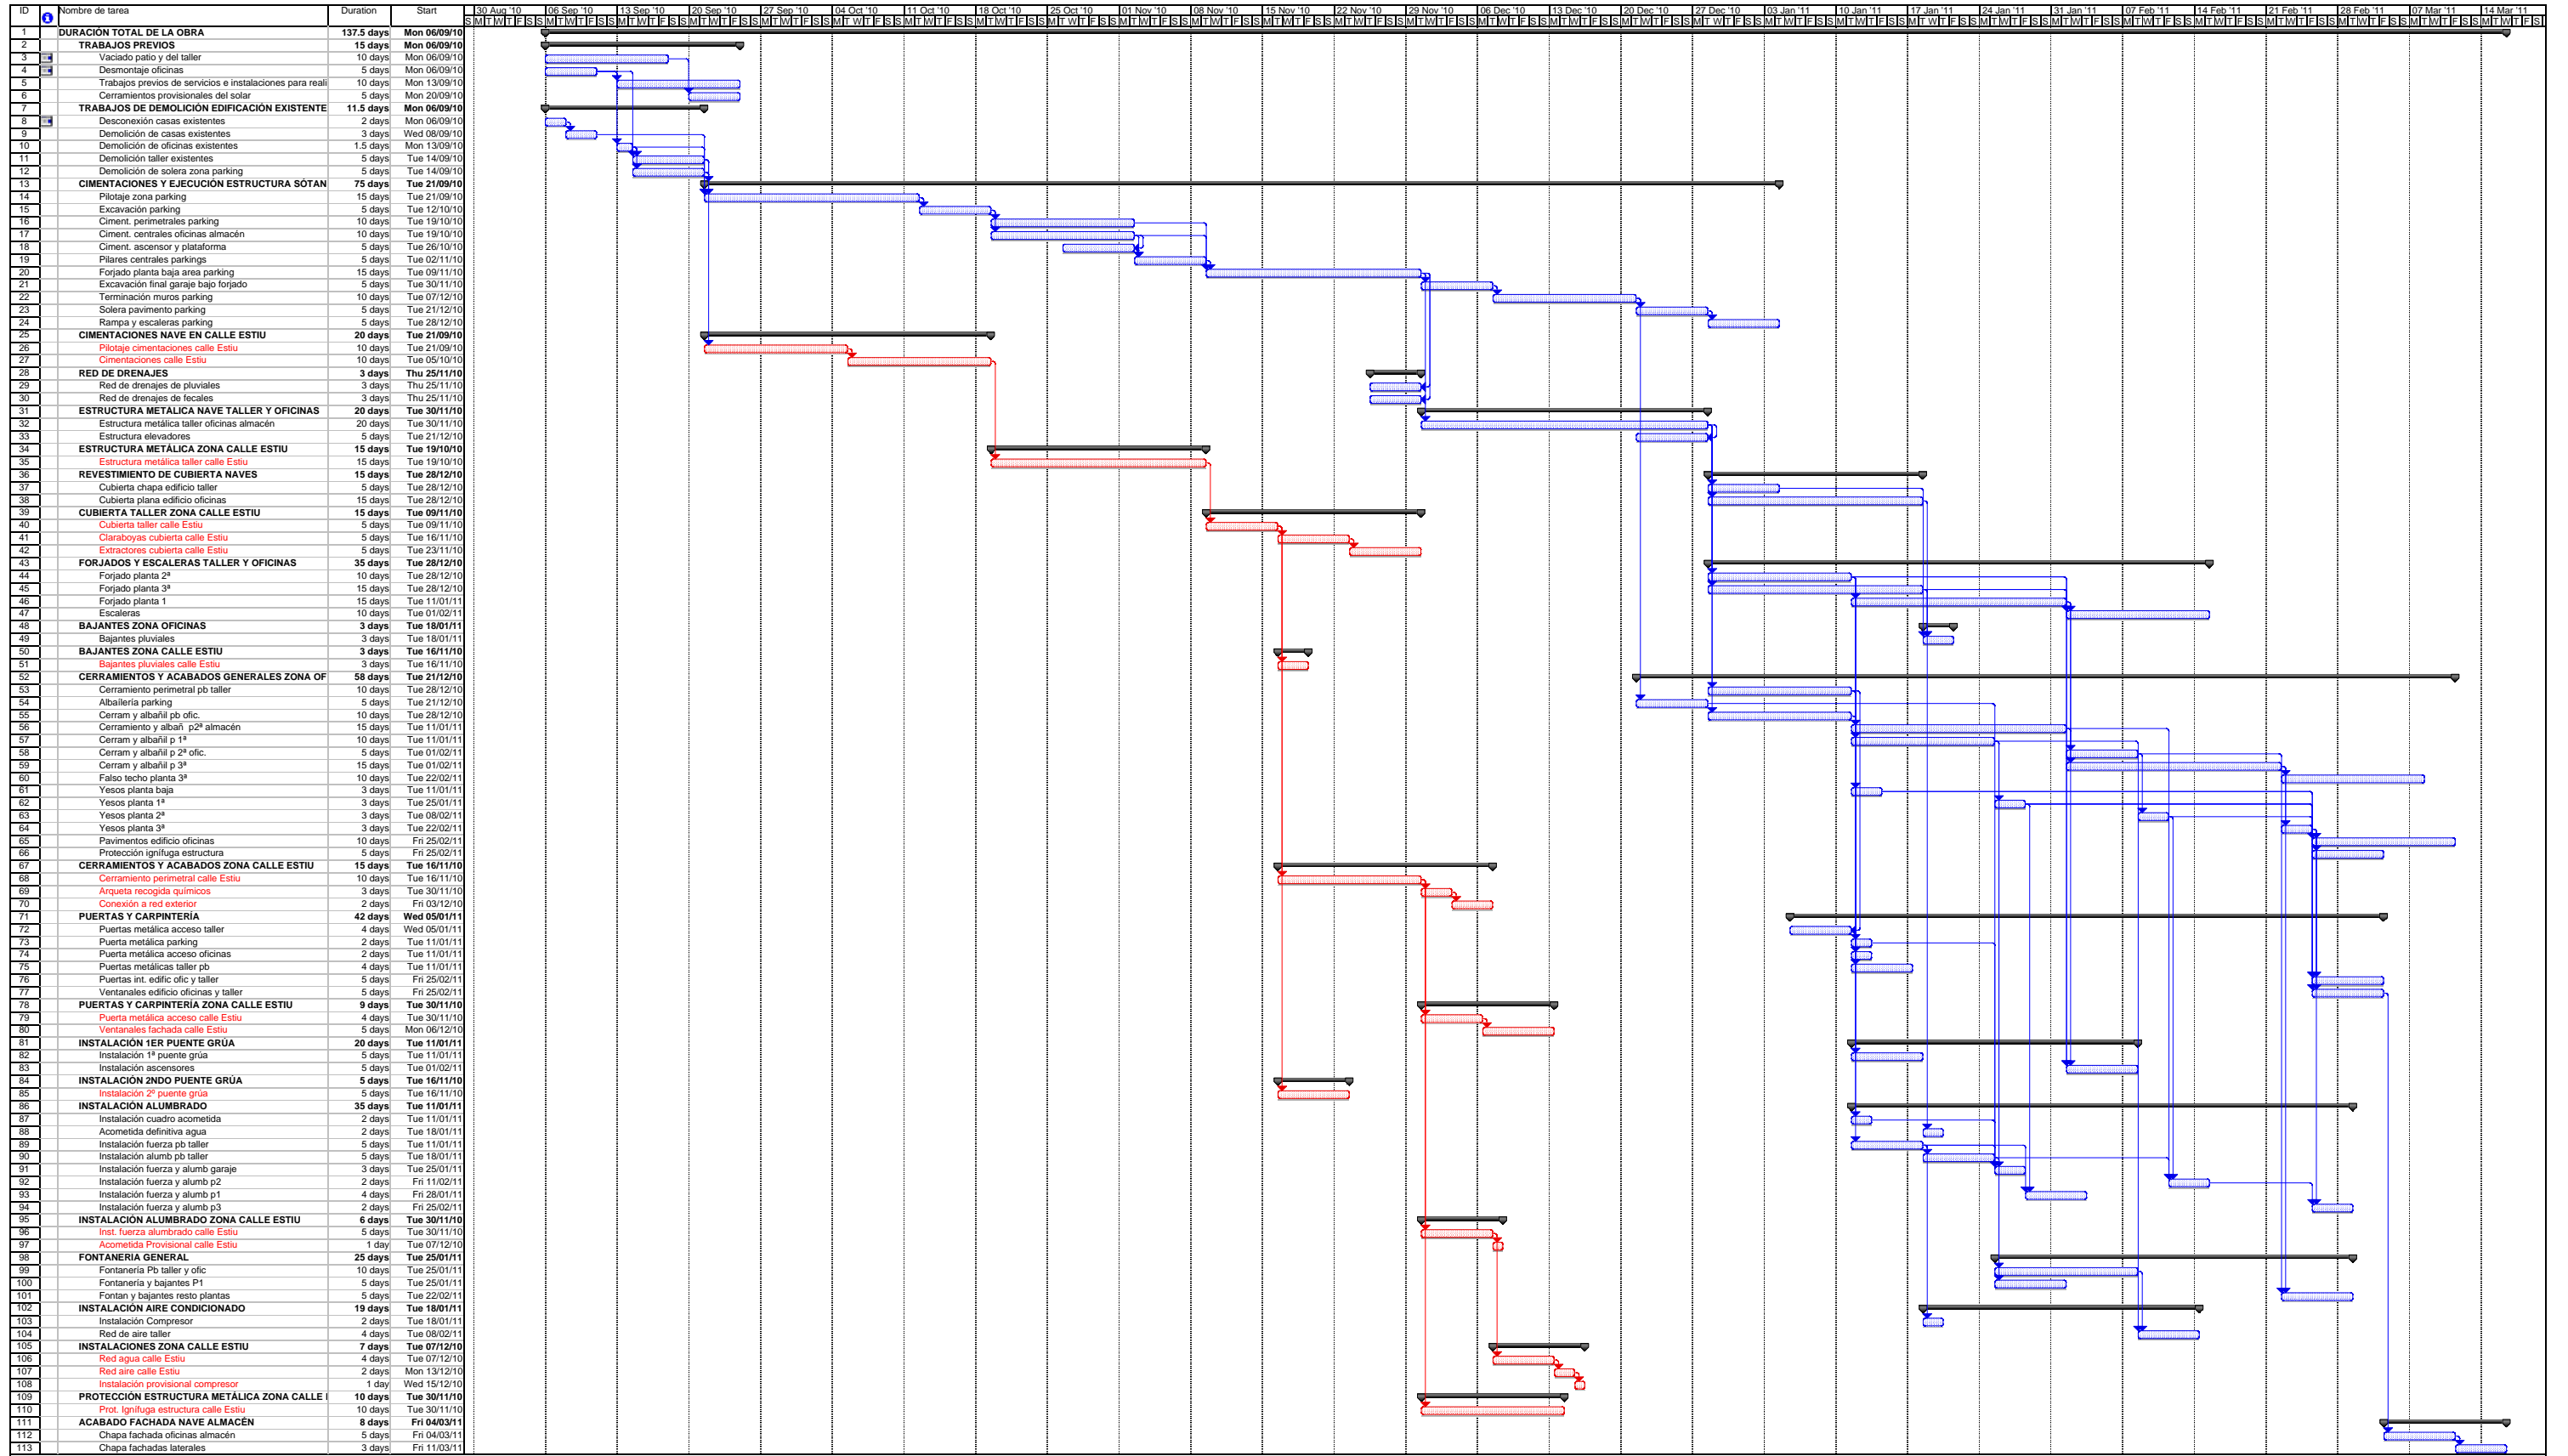 ID Nombre de tarea Duration Start 30 Aug '10 06 Sep '10 13 Sep '10 20 Sep '10 27 Sep '10 04 Oct '10 11 Oct '10 18 Oct '10 25 Oct '10 01 Nov '10 08 Nov '10 15 Nov '10 22 Nov '10 29 Nov '10 06 Dec '10 13 Dec '10 20 Dec '10 27 Dec '10 03 Jan '11 10 Jan '11 17 Jan '11 24 Jan '11 31 Jan '11 07 Feb '11 14 Feb '11 21 Feb '11 28 Feb '11 07 Mar '11 14 Mar '11
1 DURACIÓN TOTAL DE LA OBRA 137.5 days Mon 06/09/10
2 TRABAJOS PREVIOS 15 days Mon 06/09/10
3 Vaciado patio y del taller 10 days Mon 06/09/10
4 Desmontaje oficinas 5 days Mon 06/09/10
5 Trabajos previos de servicios e instalaciones para reali 10 days Mon 13/09/10
6 Cerramientos provisionales del solar 5 days Mon 20/09/10
7 TRABAJOS DE DEMOLICIÓN EDIFICACIÓN EXISTENTE 11.5 days Mon 06/09/10
8 Desconexión casas existentes 2 days Mon 06/09/10
9 Demolición de casas existentes 3 days Wed 08/09/10
10 Demolición de oficinas existentes 1.5 days Mon 13/09/10
11 Demolición taller existentes 5 days Tue 14/09/10
12 Demolición de solera zona parking 5 days Tue 14/09/10
13 CIMENTACIONES Y EJECUCIÓN ESTRUCTURA SÓTAN 75 days Tue 21/09/10
14 Pilotaje zona parking 15 days Tue 21/09/10
15 Excavación parking 5 days Tue 12/10/10
16 Ciment. perimetrales parking 10 days Tue 19/10/10
17 Ciment. centrales oficinas almacén 10 days Tue 19/10/10
18 Ciment. ascensor y plataforma 5 days Tue 26/10/10
19 Pilares centrales parkings 5 days Tue 02/11/10
20 Forjado planta baja area parking 15 days Tue 09/11/10
21 Excavación final garaje bajo forjado 5 days Tue 30/11/10
22 Terminación muros parking 10 days Tue 07/12/10
23 Solera pavimento parking 5 days Tue 21/12/10
24 Rampa y escaleras parking 5 days Tue 28/12/10
25 CIMENTACIONES NAVE EN CALLE ESTIU 20 days Tue 21/09/10
26 Pilotaje cimentaciones calle Estiu 10 days Tue 21/09/10
27 Cimentaciones calle Estiu 10 days Tue 05/10/10
28 RED DE DRENAJES 3 days Thu 25/11/10
29 Red de drenajes de pluviales 3 days Thu 25/11/10
30 Red de drenajes de fecales 3 days Thu 25/11/10
31 ESTRUCTURA METALICA NAVE TALLER Y OFICINAS 20 days Tue 30/11/10
32 Estructura metálica taller oficinas almacén 20 days Tue 30/11/10
33 Estructura elevadores 5 days Tue 21/12/10
34 ESTRUCTURA METÁLICA ZONA CALLE ESTIU 15 days Tue 19/10/10
35 Estructura metálica taller calle Estiu 15 days Tue 19/10/10
36 REVESTIMIENTO DE CUBIERTA NAVES 15 days Tue 28/12/10
37 Cubierta chapa edificio taller 5 days Tue 28/12/10
38 Cubierta plana edificio oficinas 15 days Tue 28/12/10
39 CUBIERTA TALLER ZONA CALLE ESTIU 15 days Tue 09/11/10
40 Cubierta taller calle Estiu 5 days Tue 09/11/10
41 Claraboyas cubierta calle Estiu 5 days Tue 16/11/10
42 Extractores cubierta calle Estiu 5 days Tue 23/11/10
43 FORJADOS Y ESCALERAS TALLER Y OFICINAS 35 days Tue 28/12/10
44 Forjado planta 2ª 10 days Tue 28/12/10
45 Forjado planta 3ª 15 days Tue 28/12/10
46 Forjado planta 1 15 days Tue 11/01/11
47 Escaleras 10 days Tue 01/02/11
48 BAJANTES ZONA OFICINAS 3 days Tue 18/01/11
49 Bajantes pluviales 3 days Tue 18/01/11
50 BAJANTES ZONA CALLE ESTIU 3 days Tue 16/11/10
51 Bajantes pluviales calle Estiu 3 days Tue 16/11/10
52 CERRAMIENTOS Y ACABADOS GENERALES ZONA OF 58 days Tue 21/12/10
53 Cerramiento perimetral pb taller 10 days Tue 28/12/10
54 Albailería parking 5 days Tue 21/12/10
55 Cerram y albañil pb ofic. 10 days Tue 28/12/10
56 Cerramiento y albañ p2ª almacén 15 days Tue 11/01/11
57 Cerram y albañil p 1ª 10 days Tue 11/01/11
58 Cerram y albañil p 2ª ofic. 5 days Tue 01/02/11
59 Cerram y albañil p 3ª 15 days Tue 01/02/11
60 Falso techo planta 3ª 10 days Tue 22/02/11
61 Yesos planta baja 3 days Tue 11/01/11
62 Yesos planta 1ª 3 days Tue 25/01/11
63 Yesos planta 2ª 3 days Tue 08/02/11
64 Yesos planta 3ª 3 days Tue 22/02/11
65 Pavimentos edificio oficinas 10 days Fri 25/02/11
66 Protección ignífuga estructura 5 days Fri 25/02/11
67 CERRAMIENTOS Y ACABADOS ZONA CALLE ESTIU 15 days Tue 16/11/10
68 Cerramiento perimetral calle Estiu 10 days Tue 16/11/10
69 Arqueta recogida químicos 3 days Tue 30/11/10
70 Conexión a red exterior 2 days Fri 03/12/10
71 PUERTAS Y CARPINTERÍA 42 days Wed 05/01/11
72 Puertas metálica acceso taller 4 days Wed 05/01/11
73 Puerta metálica parking 2 days Tue 11/01/11
74 Puerta metálica acceso oficinas 2 days Tue 11/01/11
75 Puertas metálicas taller pb 4 days Tue 11/01/11
76 Puertas int. edific ofic y taller 5 days Fri 25/02/11
77 Ventanales edificio oficinas y taller 5 days Fri 25/02/11
78 PUERTAS Y CARPINTERÍA ZONA CALLE ESTIU 9 days Tue 30/11/10
79 Puerta metálica acceso calle Estiu 4 days Tue 30/11/10
80 Ventanales fachada calle Estiu 5 days Mon 06/12/10
81 INSTALACIÓN 1ER PUENTE GRÚA 20 days Tue 11/01/11
82 Instalación 1ª puente grúa 5 days Tue 11/01/11
83 Instalación ascensores 5 days Tue 01/02/11
84 INSTALACIÓN 2NDO PUENTE GRÚA 5 days Tue 16/11/10
85 Instalación 2º puente grúa 5 days Tue 16/11/10
86 INSTALACIÓN ALUMBRADO 35 days Tue 11/01/11
87 Instalación cuadro acometida 2 days Tue 11/01/11
88 Acometida definitiva agua 2 days Tue 18/01/11
89 Instalación fuerza pb taller 5 days Tue 11/01/11
90 Instalación alumb pb taller 5 days Tue 18/01/11
91 Instalación fuerza y alumb garaje 3 days Tue 25/01/11
92 Instalación fuerza y alumb p2 2 days Fri 11/02/11
93 Instalación fuerza y alumb p1 4 days Fri 28/01/11
94 Instalación fuerza y alumb p3 2 days Fri 25/02/11
95 INSTALACIÓN ALUMBRADO ZONA CALLE ESTIU 6 days Tue 30/11/10
96 Inst. fuerza alumbrado calle Estiu 5 days Tue 30/11/10
97 Acometida Provisional calle Estiu 1 day Tue 07/12/10
98 FONTANERIA GENERAL 25 days Tue 25/01/11
99 Fontanería Pb taller y ofic 10 days Tue 25/01/11
100 Fontanería y bajantes P1 5 days Tue 25/01/11
101 Fontan y bajantes resto plantas 5 days Tue 22/02/11
102 INSTALACIÓN AIRE CONDICIONADO 19 days Tue 18/01/11
103 Instalación Compresor 2 days Tue 18/01/11
104 Red de aire taller 4 days Tue 08/02/11
105 INSTALACIONES ZONA CALLE ESTIU 7 days Tue 07/12/10
106 Red agua calle Estiu 4 days Tue 07/12/10
107 Red aire calle Estiu 2 days Mon 13/12/10
108 Instalación provisional compresor 1 day Wed 15/12/10
109 PROTECCIÓN ESTRUCTURA METÁLICA ZONA CALLE 10 days Tue 30/11/10
110 Prot. Ignífuga estructura calle Estiu 10 days Tue 30/11/10
111 ACABADO FACHADA NAVE ALMACÉN 8 days Fri 04/03/11
112 Chapa fachada oficinas almacén 5 days Fri 04/03/11
113 Chapa fachadas laterales 3 days Fri 11/03/11